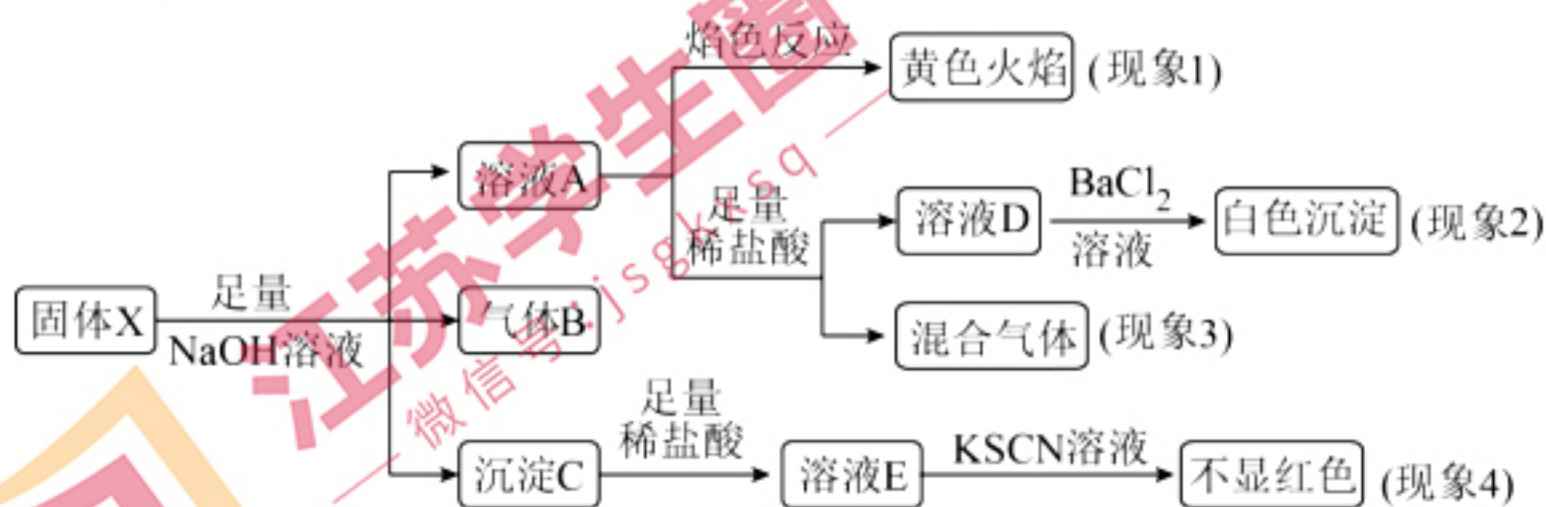 焰色反应
黄色火焰 (现象1)
溶液A
足量
稀盐酸
溶液D
BaCl₂
溶液
白色沉淀 (现象2)
固体X
足量
NaOH溶液
气体B
混合气体 (现象3)
沉淀C
足量
稀盐酸
溶液E
KSCN溶液
不显红色 (现象4)
江苏学生圈
微信号:jsgkxsq